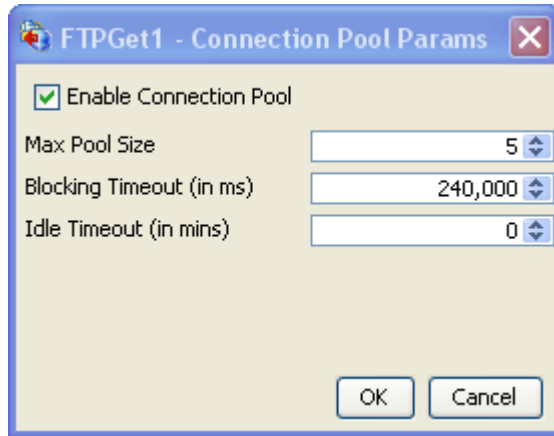 FTPGet1 - Connection Pool Params
Enable Connection Pool
Max Pool Size 5
Blocking Timeout (in ms) 240,000
Idle Timeout (in mins) 0
OK Cancel